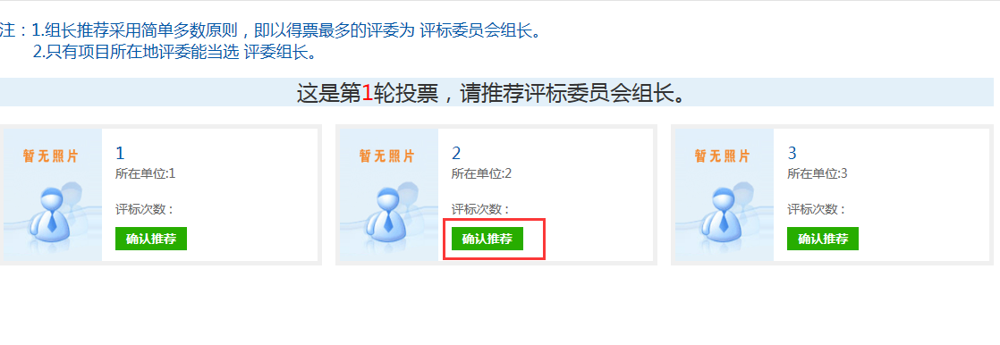 注：1.组长推荐采用简单多数原则，即以得票最多的评委为 评标委员会组长。
2.只有项目所在地评委能当选 评委组长。
这是第1轮投票，请推荐评标委员会组长。
暂无照片
1
所在单位:1
评标次数：
确认推荐
暂无照片
2
所在单位:2
评标次数：
确认推荐
暂无照片
3
所在单位:3
评标次数：
确认推荐